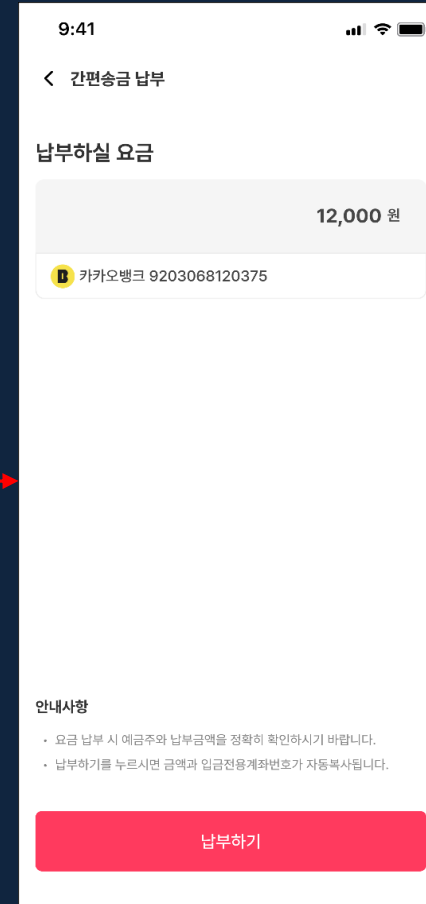 9:41
간편송금 납부
납부하실 요금
12,000 원
B 카카오뱅크 9203068120375
안내사항
• 요금 납부 시 예금주와 납부금액을 정확히 확인하시기 바랍니다.
• 납부하기를 누르시면 금액과 입금전용계좌번호가 자동복사됩니다.
납부하기